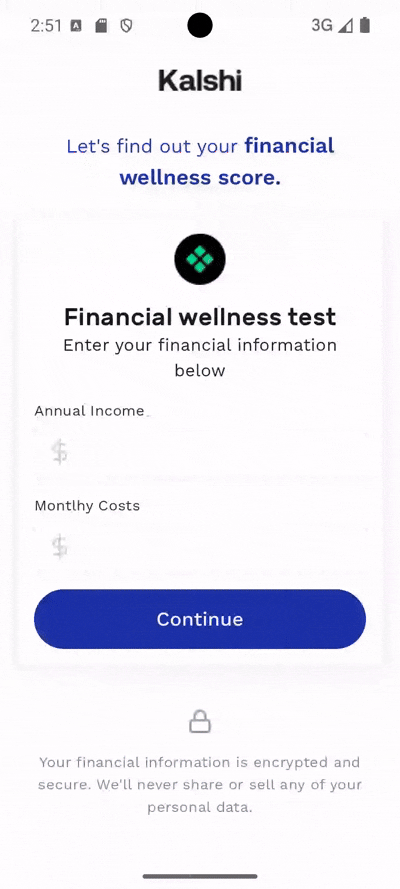 2:51
3G
Kalshi
Let's find out your financial
wellness score.
Financial wellness test
Enter your financial information
below
Annual Income
$
Montlhy Costs
$
Continue
Your financial information is encrypted and
secure. We'll never share or sell any of your
personal data.